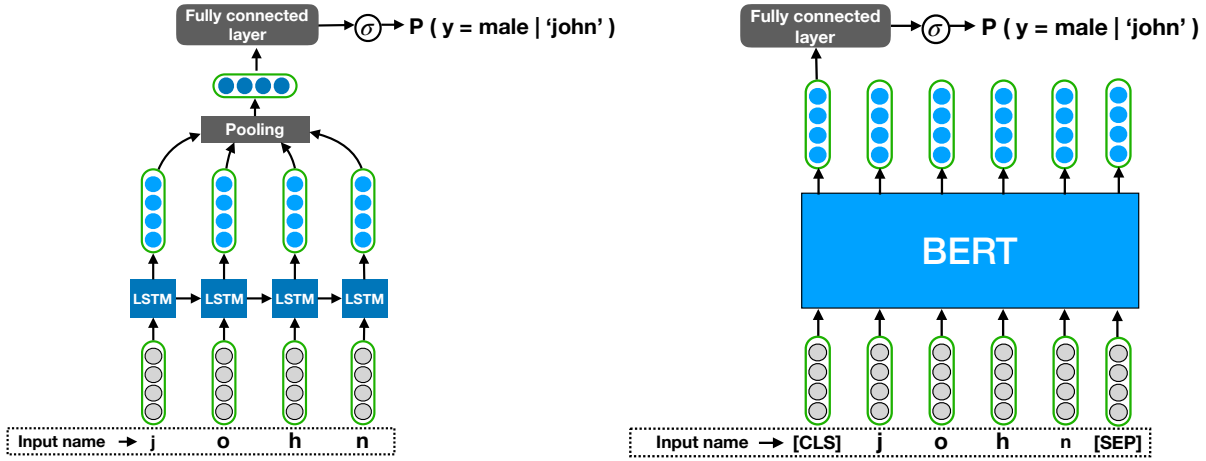 Fully connected
layer
σ
P ( y = male | ‘john’ )
Pooling
LSTM LSTM LSTM LSTM
Input name j o h n
Fully connected
layer
σ
P ( y = male | ‘john’ )
BERT
Input name [CLS] j o h n [SEP]